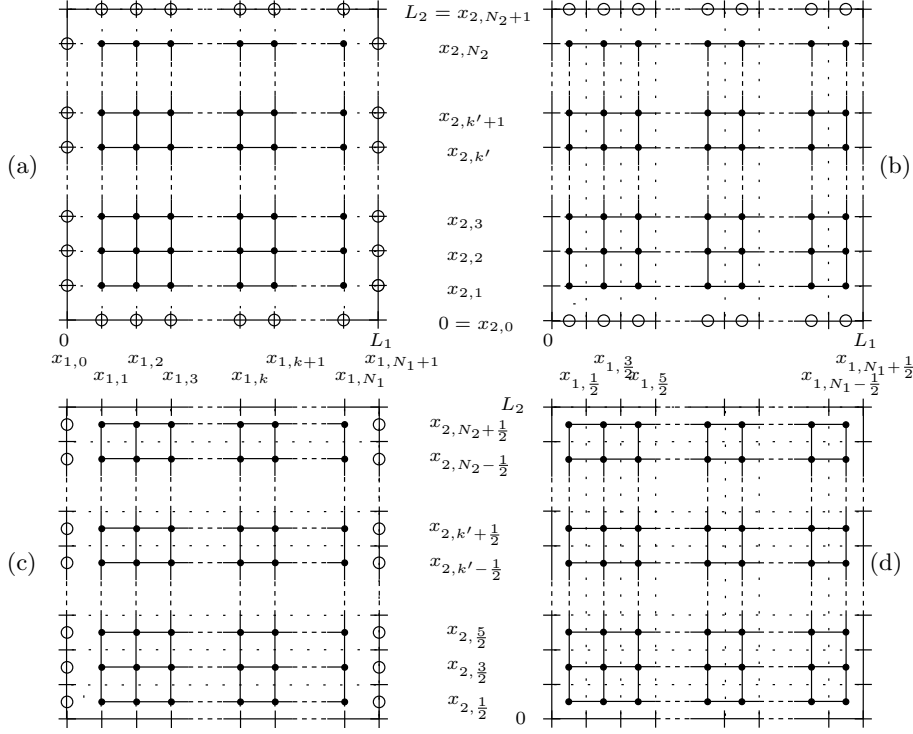 L_2 = x_{2,N_2+1}
x_{2,N_2}
x_{2,k'+1}
(a) x_{2,k'} (b)
x_{2,3}
x_{2,2}
x_{2,1}
0 = x_{2,0}
0 L_1 0 L_1
x_{1,0} x_{1,2} x_{1,k+1} x_{1,N_1+1} x_{1,\frac{3}{2}} x_{1,N_1+\frac{1}{2}}
x_{1,1} x_{1,3} x_{1,k} x_{1,N_1} x_{1,\frac{1}{2}} x_{1,\frac{5}{2}} x_{1,N_1-\frac{1}{2}}
L_2
x_{2,N_2+\frac{1}{2}}
x_{2,N_2-\frac{1}{2}}
x_{2,k'+\frac{1}{2}}
(c) x_{2,k'-\frac{1}{2}} (d)
x_{2,\frac{5}{2}}
x_{2,\frac{3}{2}}
x_{2,\frac{1}{2}}
0